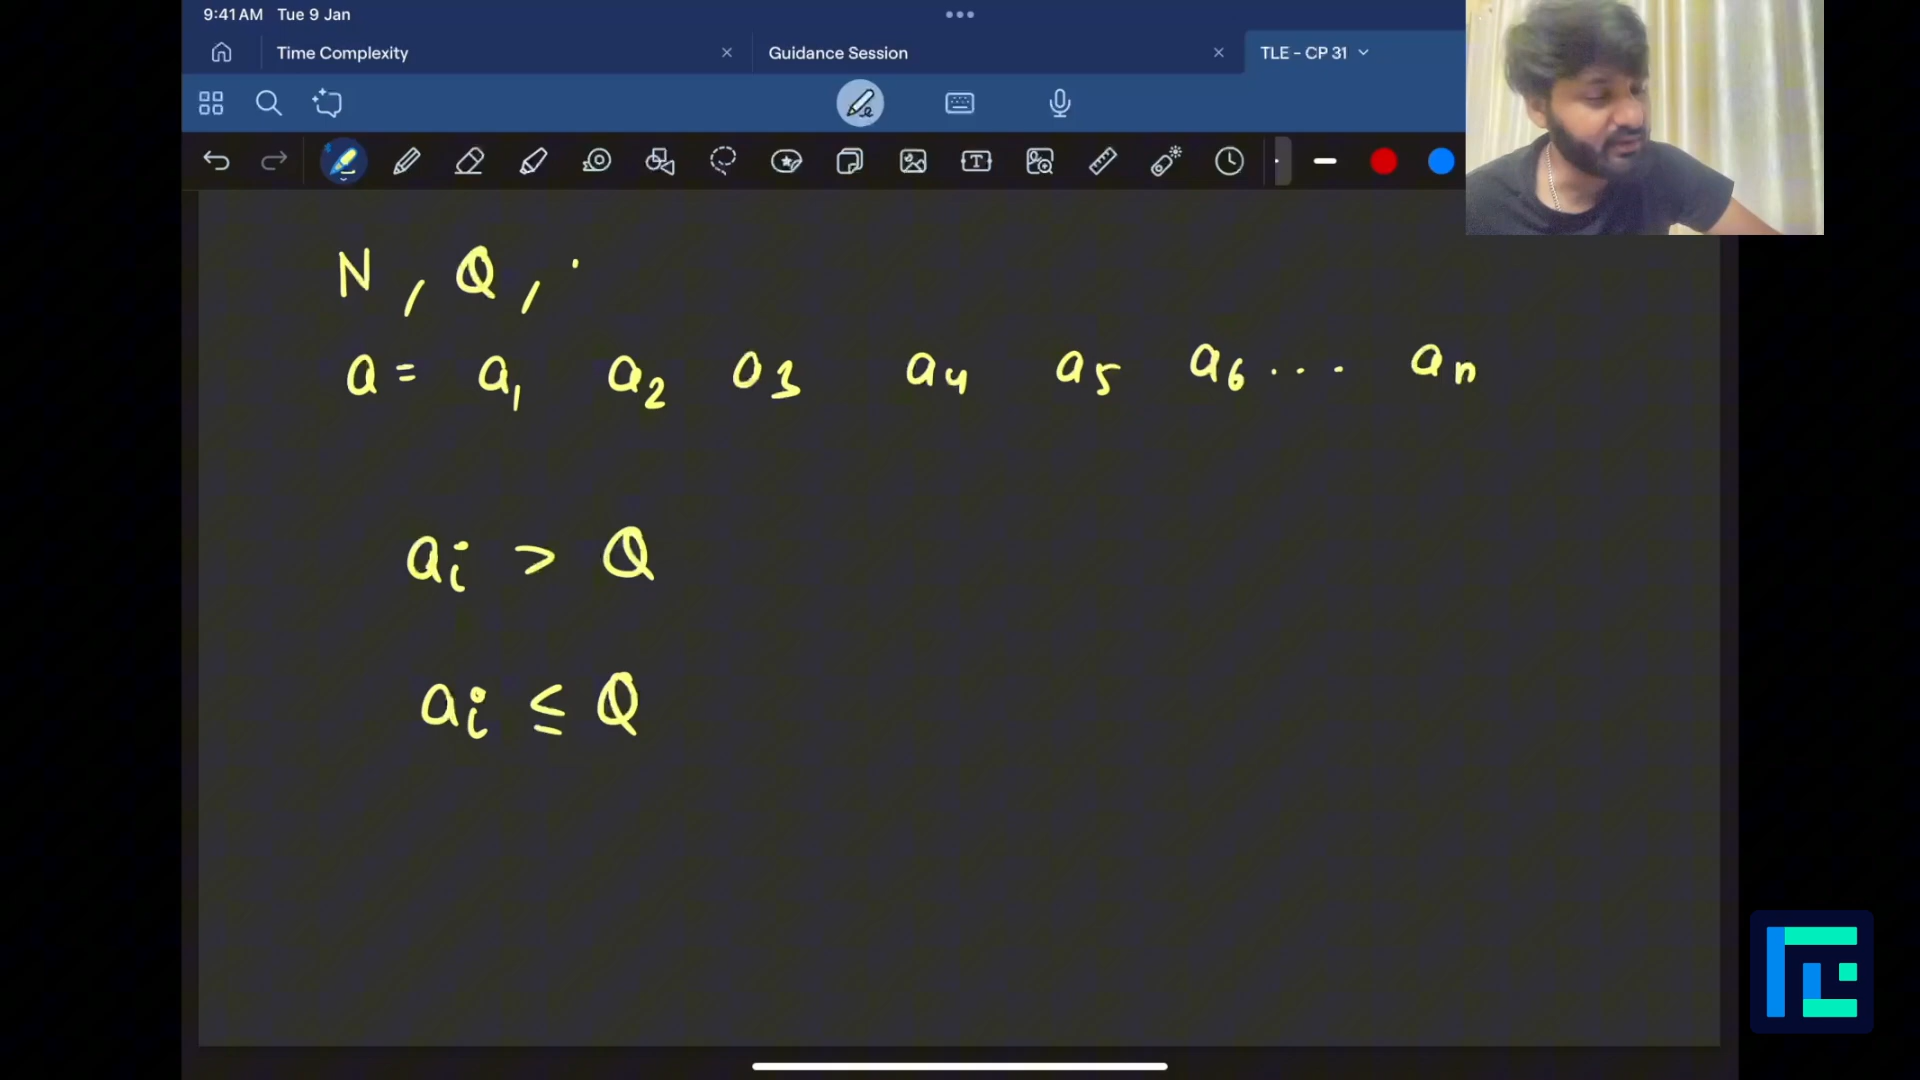 9:41 AM Tue 9 Jan
Time Complexity
Guidance Session
TLE - CP 31
N , Q ,
a = a₁ a₂ a₃ a₄ a₅ a₆ ... aₙ
aᵢ > Q
aᵢ ≤ Q